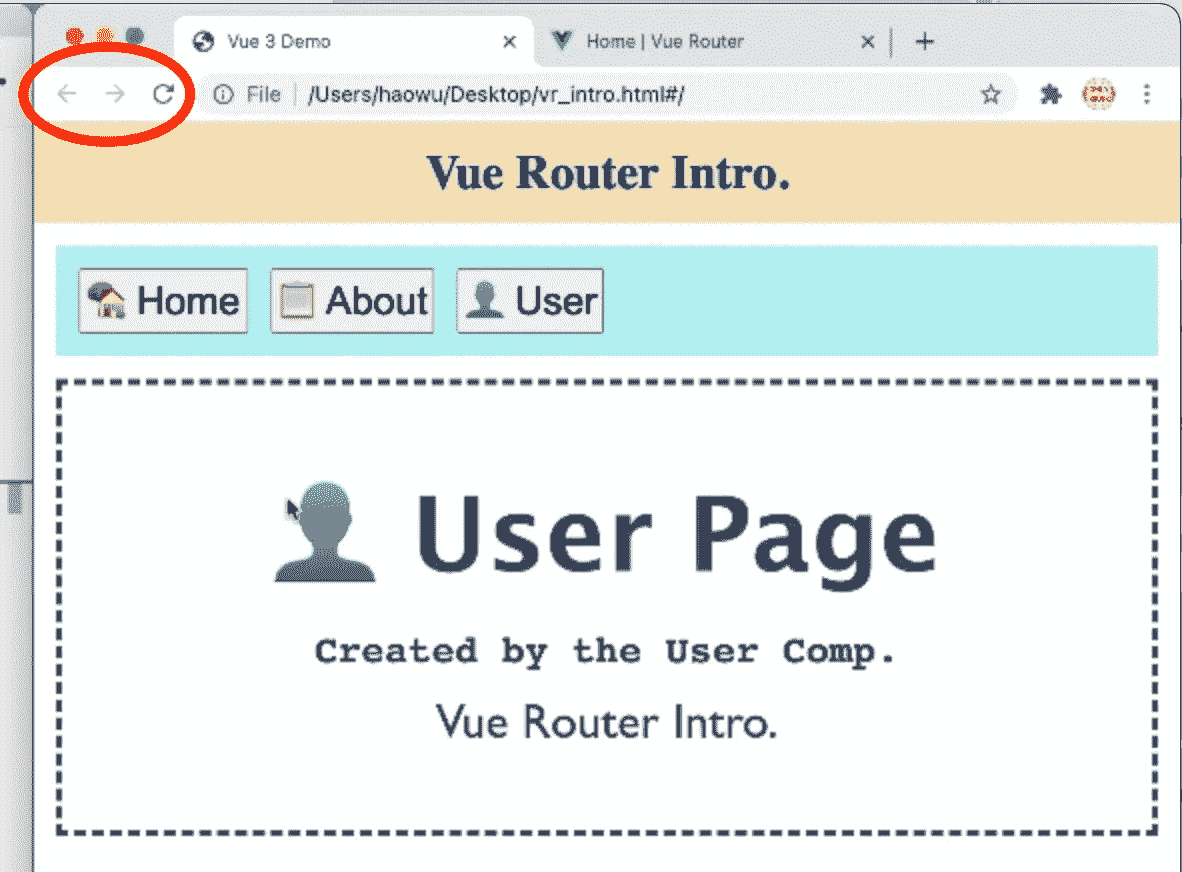 Vue 3 Demo
Home | Vue Router
File
/Users/haowu/Desktop/vr_intro.html#/
Vue Router Intro.
Home
About
User
User Page
Created by the User Comp.
Vue Router Intro.